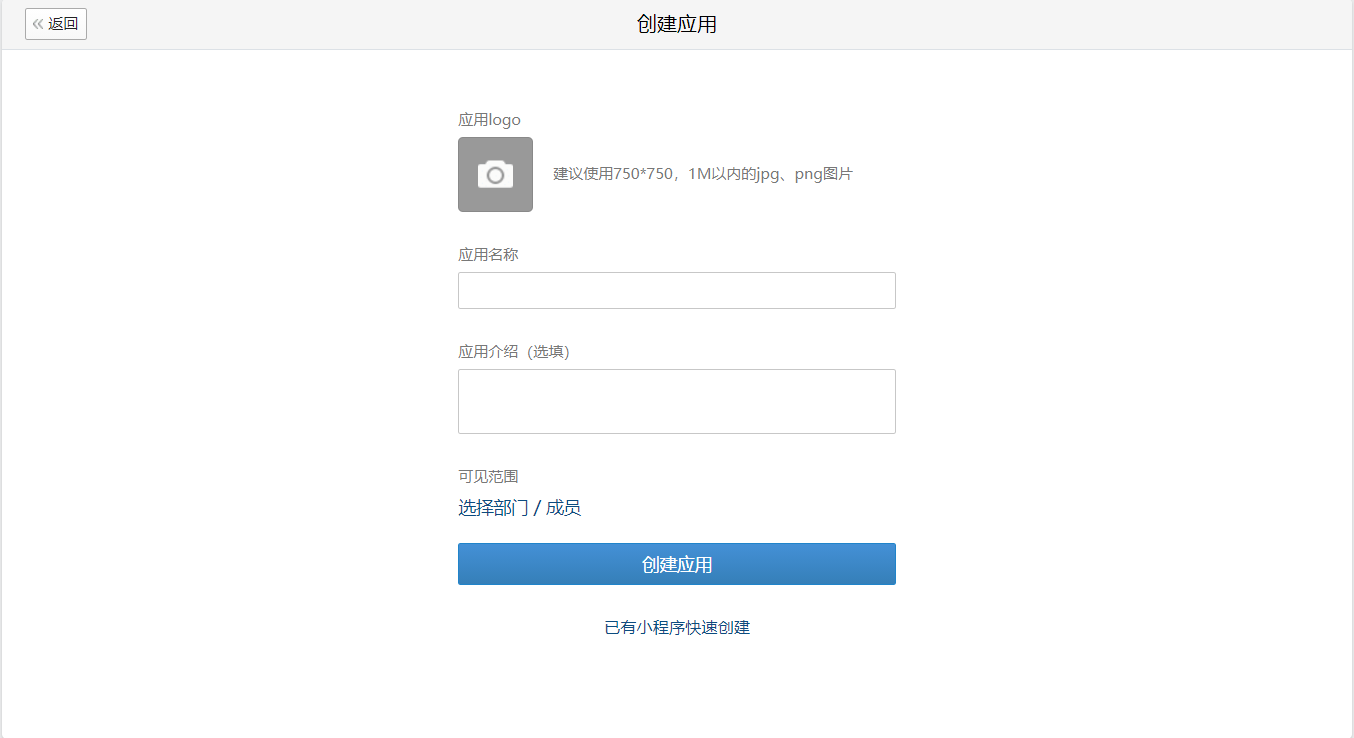 返回
创建应用
应用logo
建议使用750*750，1M以内的jpg、png图片
应用名称
应用介绍（选填）
可见范围
选择部门 / 成员
创建应用
已有小程序快速创建